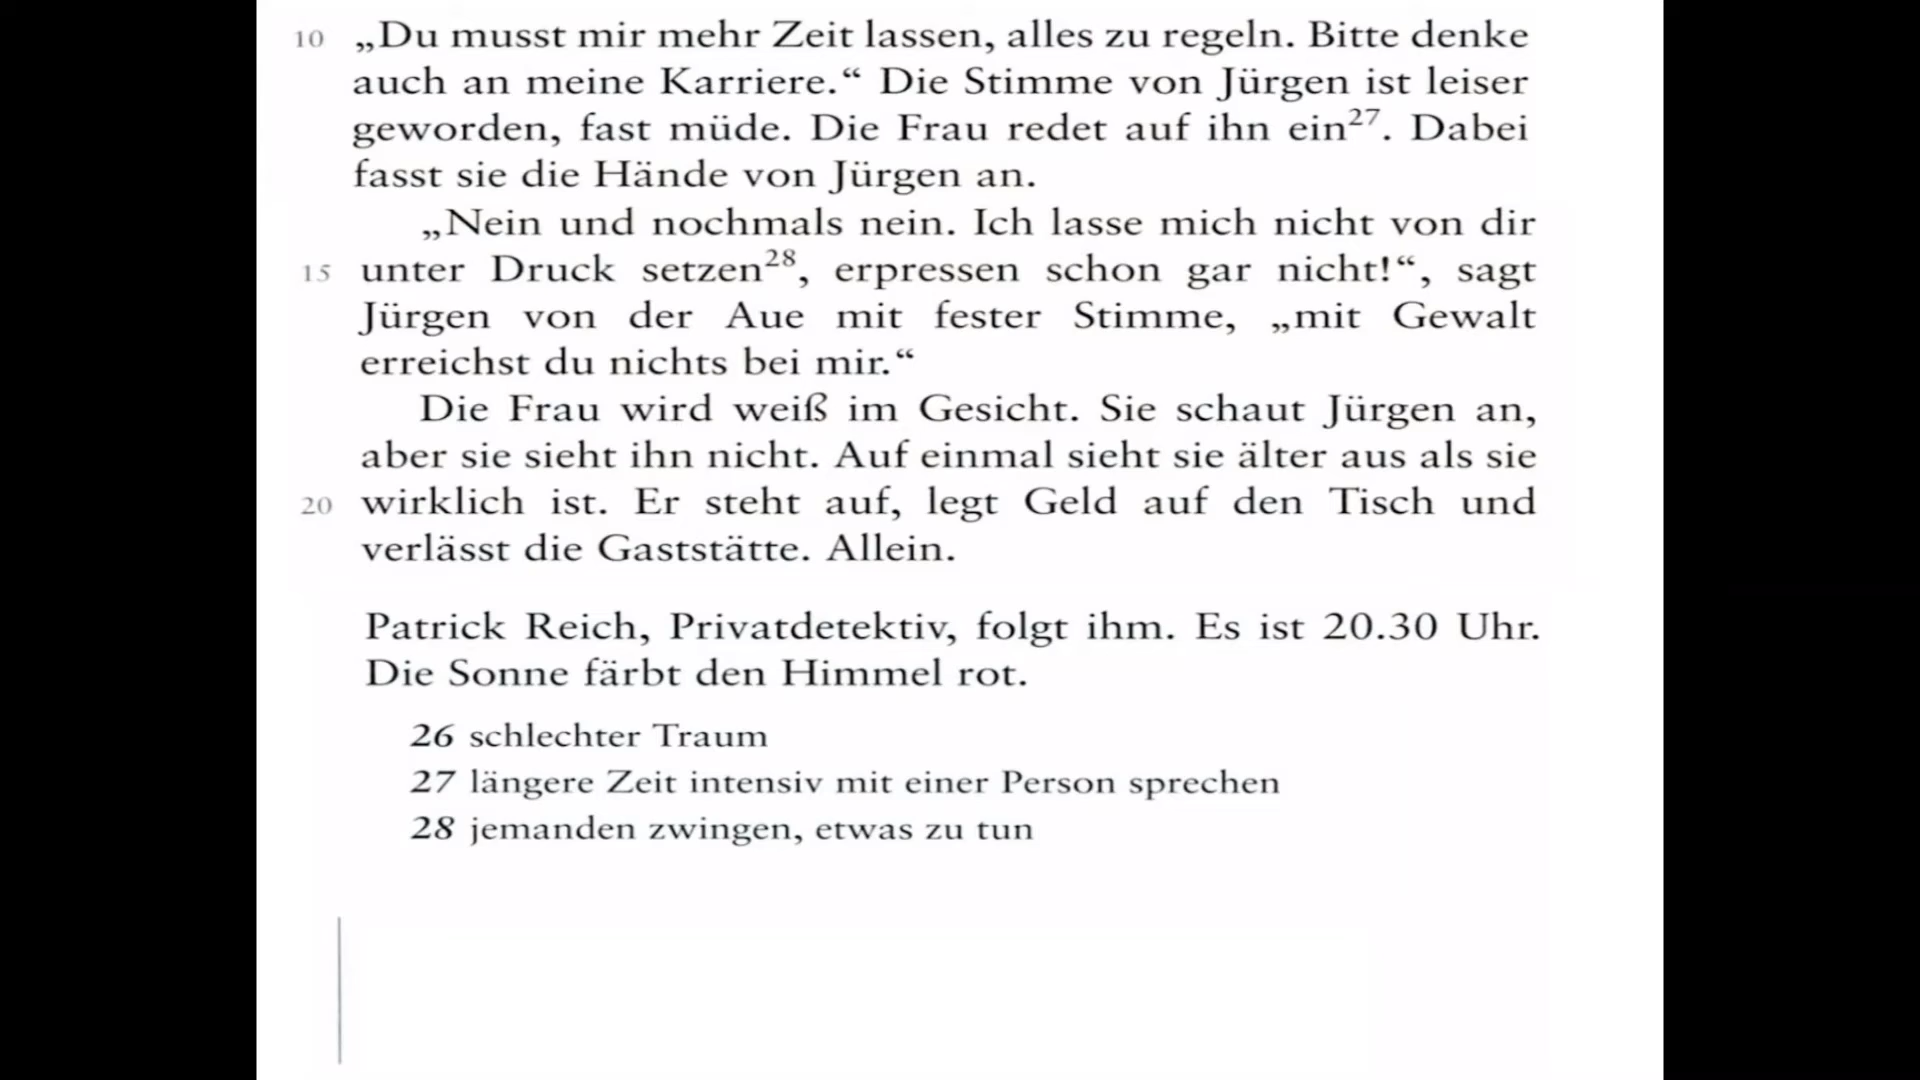 10 „Du musst mir mehr Zeit lassen, alles zu regeln. Bitte denke
auch an meine Karriere.“ Die Stimme von Jürgen ist leiser
geworden, fast müde. Die Frau redet auf ihn ein27. Dabei
fasst sie die Hände von Jürgen an.
„Nein und nochmals nein. Ich lasse mich nicht von dir
15 unter Druck setzen28, erpressen schon gar nicht!“, sagt
Jürgen von der Aue mit fester Stimme, „mit Gewalt
erreichst du nichts bei mir.“
Die Frau wird weiß im Gesicht. Sie schaut Jürgen an,
aber sie sieht ihn nicht. Auf einmal sieht sie älter aus als sie
20 wirklich ist. Er steht auf, legt Geld auf den Tisch und
verlässt die Gaststätte. Allein.
Patrick Reich, Privatdetektiv, folgt ihm. Es ist 20.30 Uhr.
Die Sonne färbt den Himmel rot.
26 schlechter Traum
27 längere Zeit intensiv mit einer Person sprechen
28 jemanden zwingen, etwas zu tun